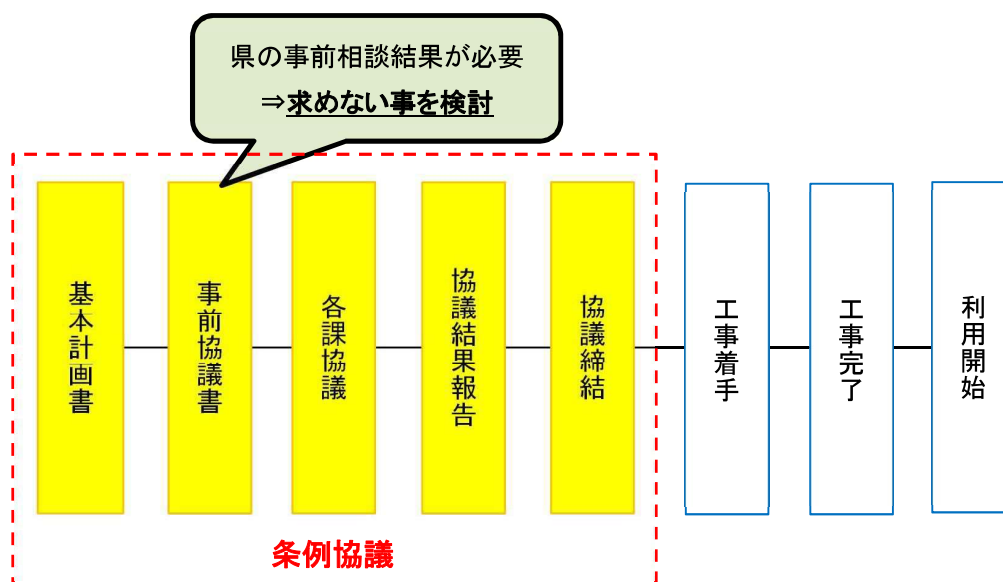 県の事前相談結果が必要
⇒求めない事を検討
基本計画書
事前協議書
各課協議
協議結果報告
協議締結
工事着手
工事完了
利用開始
条例協議